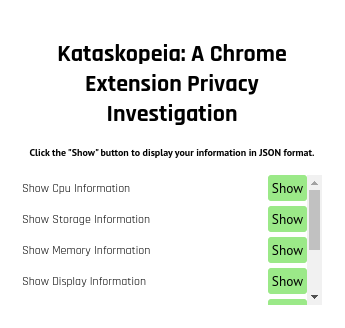 Kataskopeia: A Chrome
Extension Privacy
Investigation
Click the "Show" button to display your information in JSON format.
Show Cpu Information Show
Show Storage Information Show
Show Memory Information Show
Show Display Information Show